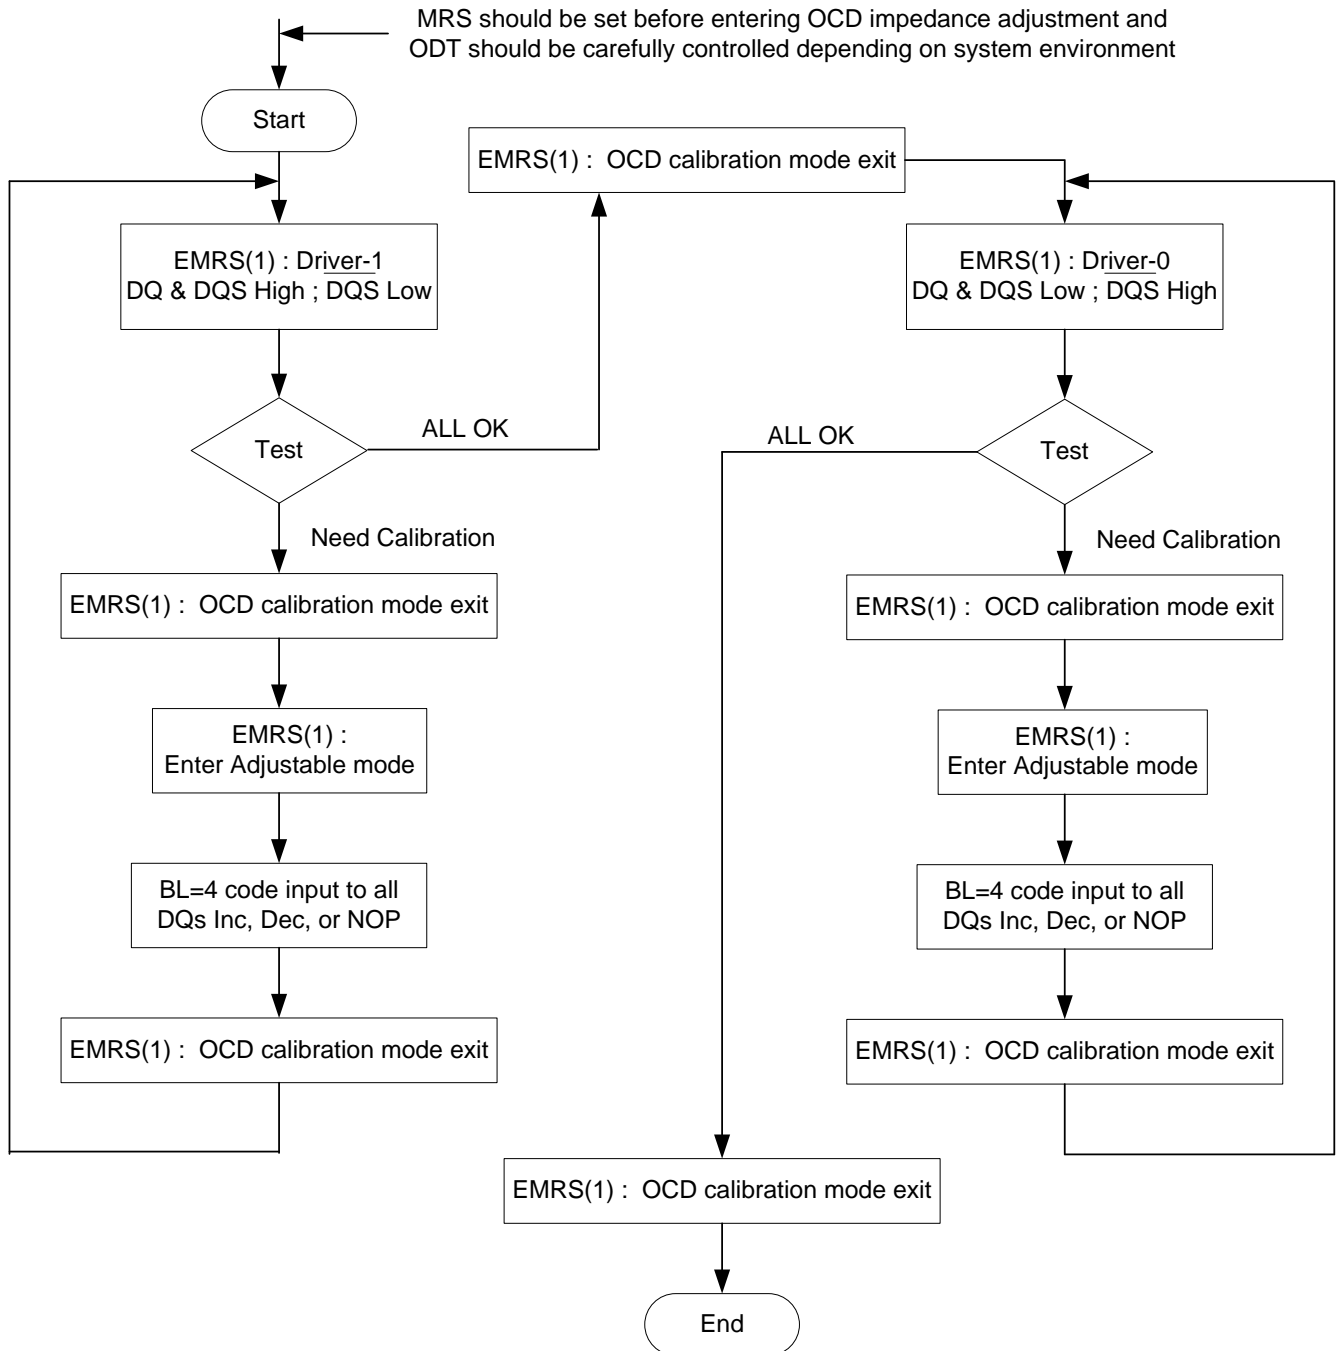 MRS should be set before entering OCD impedance adjustment and
ODT should be carefully controlled depending on system environment
Start
EMRS(1) : Driver-1
DQ & DQS High ; D̅Q̅S̅ Low
Test
ALL OK
Need Calibration
EMRS(1) : OCD calibration mode exit
EMRS(1) :
Enter Adjustable mode
BL=4 code input to all
DQs Inc, Dec, or NOP
EMRS(1) : OCD calibration mode exit
EMRS(1) : OCD calibration mode exit
EMRS(1) : Driver-0
DQ & DQS Low ; D̅Q̅S̅ High
Test
ALL OK
Need Calibration
EMRS(1) : OCD calibration mode exit
EMRS(1) :
Enter Adjustable mode
BL=4 code input to all
DQs Inc, Dec, or NOP
EMRS(1) : OCD calibration mode exit
EMRS(1) : OCD calibration mode exit
End